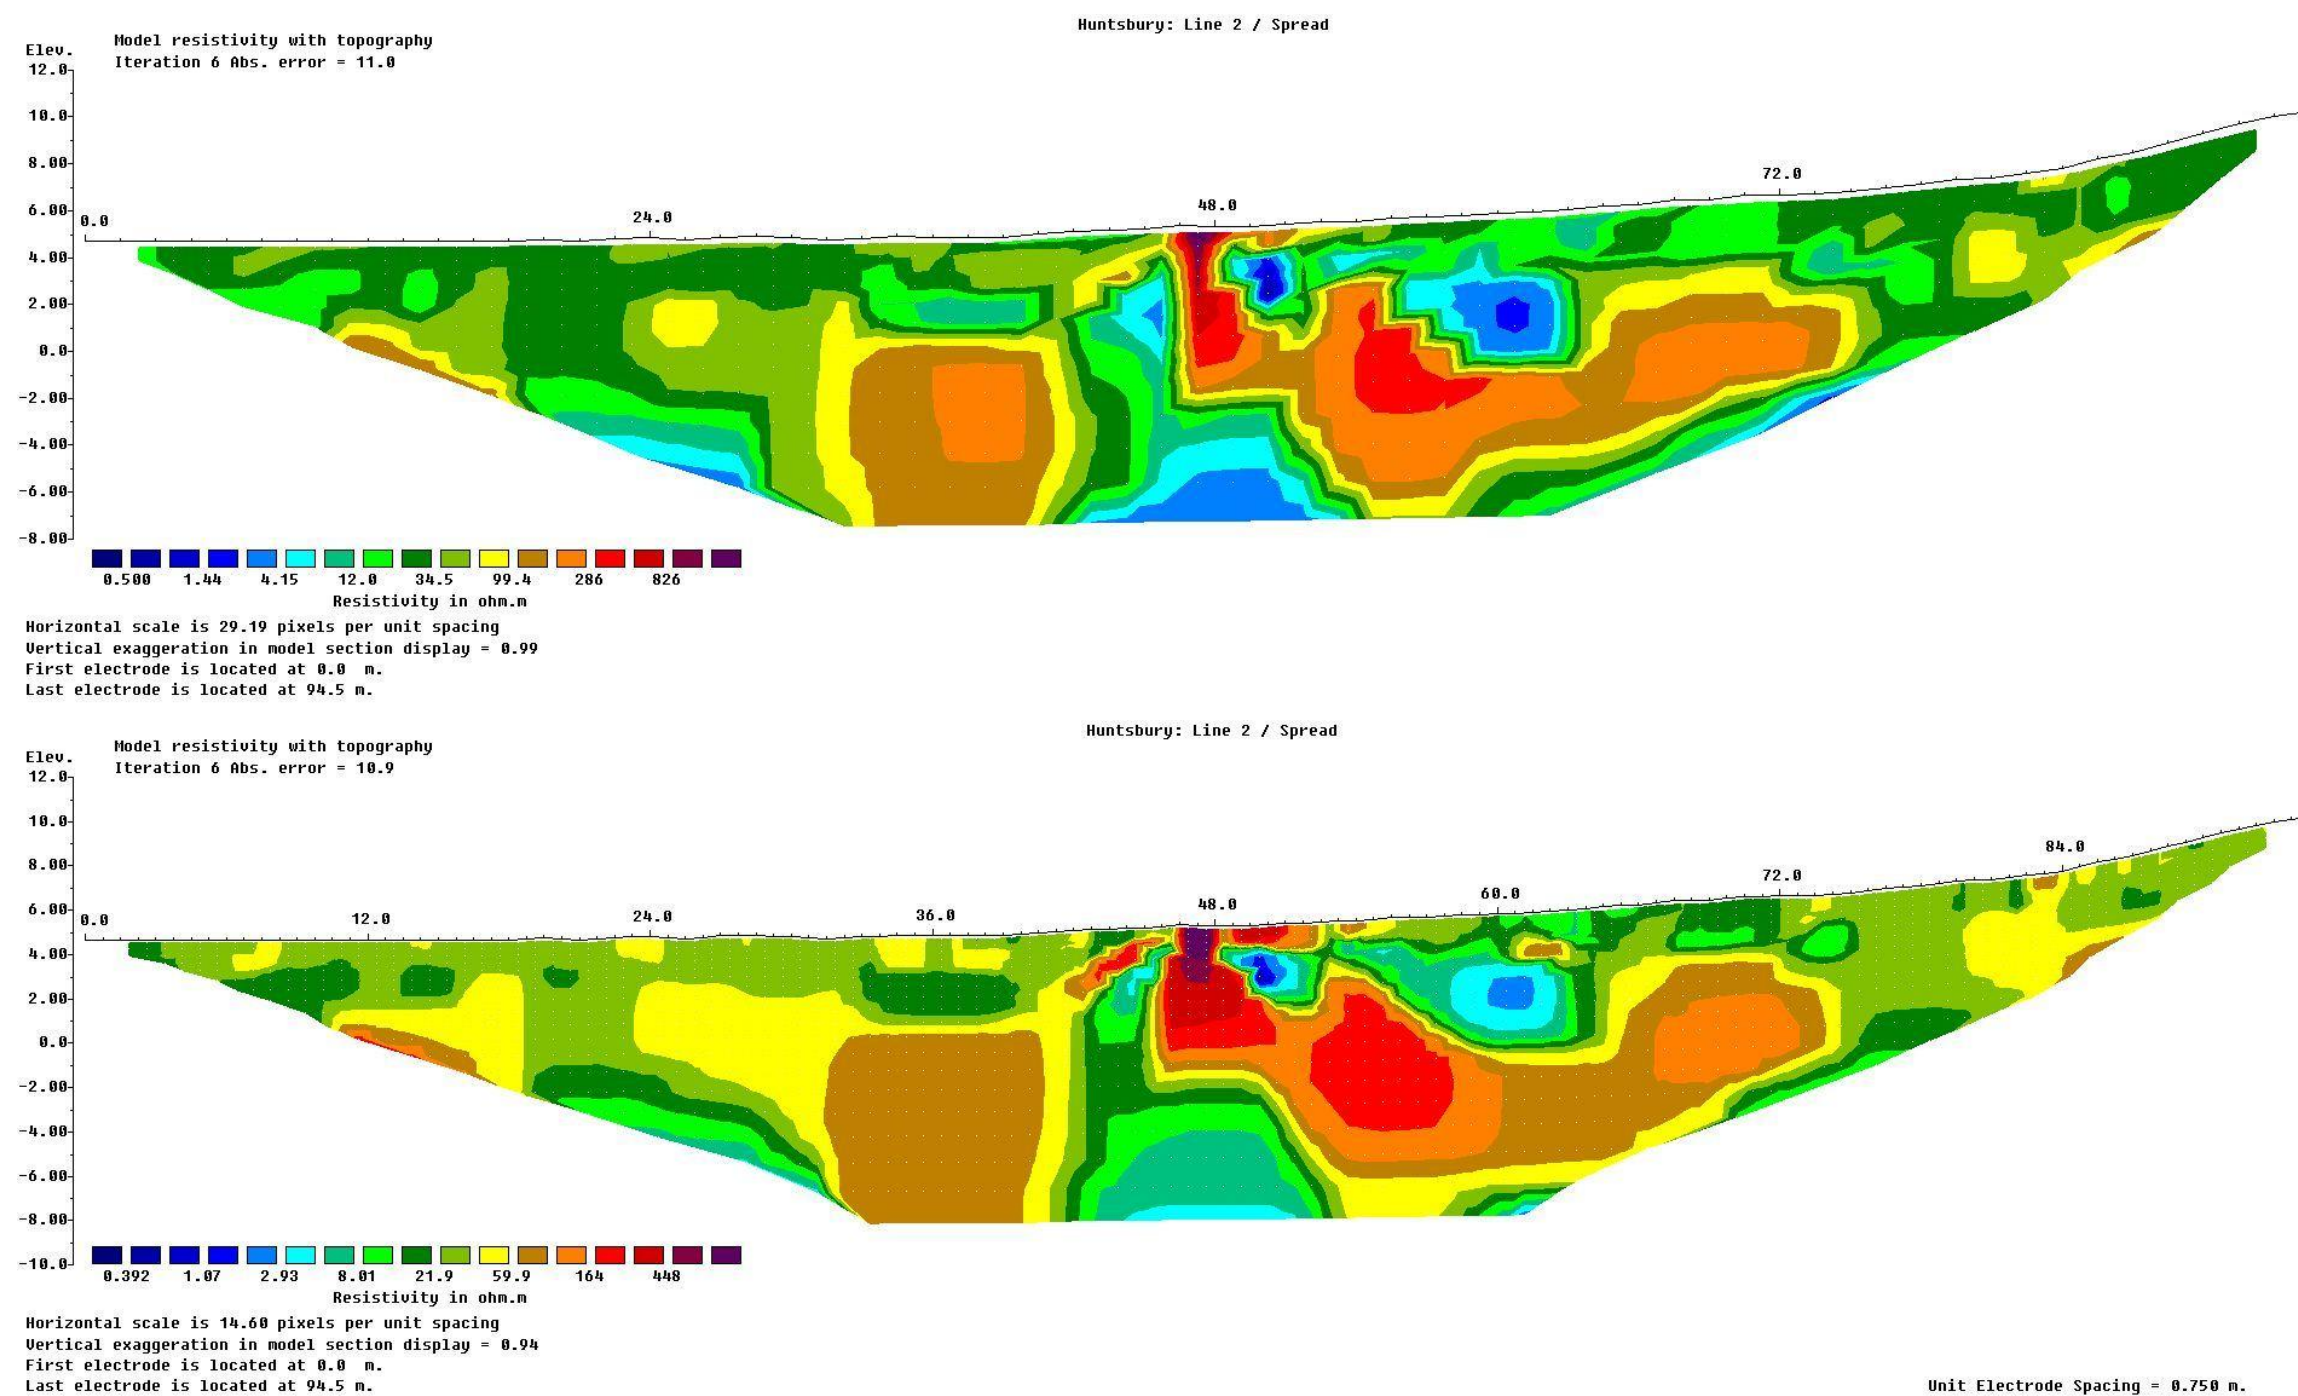 Huntsbury: Line 2 / Spread
Model resistivity with topography
Elev.
Iteration 6 Abs. error = 11.0
12.0
10.0
8.00
72.0
6.00
0.0 24.0 48.0
4.00
2.00
0.0
-2.00
-4.00
-6.00
-8.00
0.500 1.44 4.15 12.0 34.5 99.4 286 826
Resistivity in ohm.m
Horizontal scale is 29.19 pixels per unit spacing
Vertical exaggeration in model section display = 0.99
First electrode is located at 0.0 m.
Last electrode is located at 94.5 m.
Huntsbury: Line 2 / Spread
Model resistivity with topography
Elev.
Iteration 6 Abs. error = 10.9
12.0
10.0
84.0
8.00
72.0
60.0
6.00
0.0 12.0 24.0 36.0 48.0
4.00
2.00
0.0
-2.00
-4.00
-6.00
-8.00
-10.0
0.392 1.07 2.93 8.01 21.9 59.9 164 448
Resistivity in ohm.m
Horizontal scale is 14.60 pixels per unit spacing
Vertical exaggeration in model section display = 0.94
First electrode is located at 0.0 m.
Last electrode is located at 94.5 m.
Unit Electrode Spacing = 0.750 m.